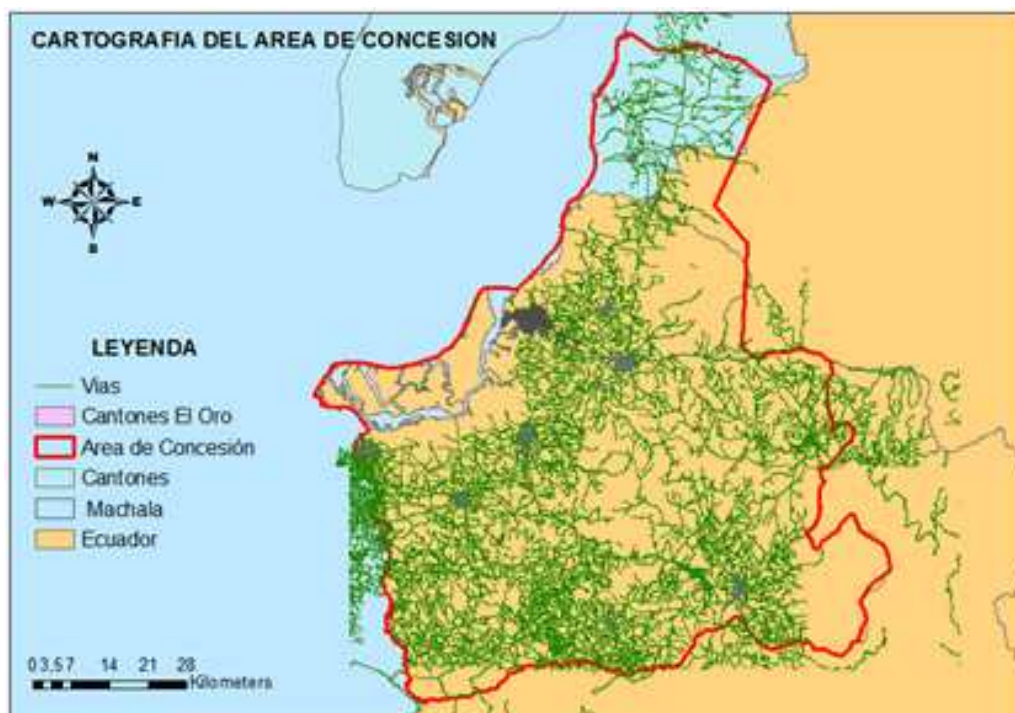 CARTOGRAFIA DEL AREA DE CONCESION
N
W E
S
LEYENDA
Vias
Cantones El Oro
Area de Concesión
Cantones
Machala
Ecuador
0 3,5 7 14 21 28
Kilometers